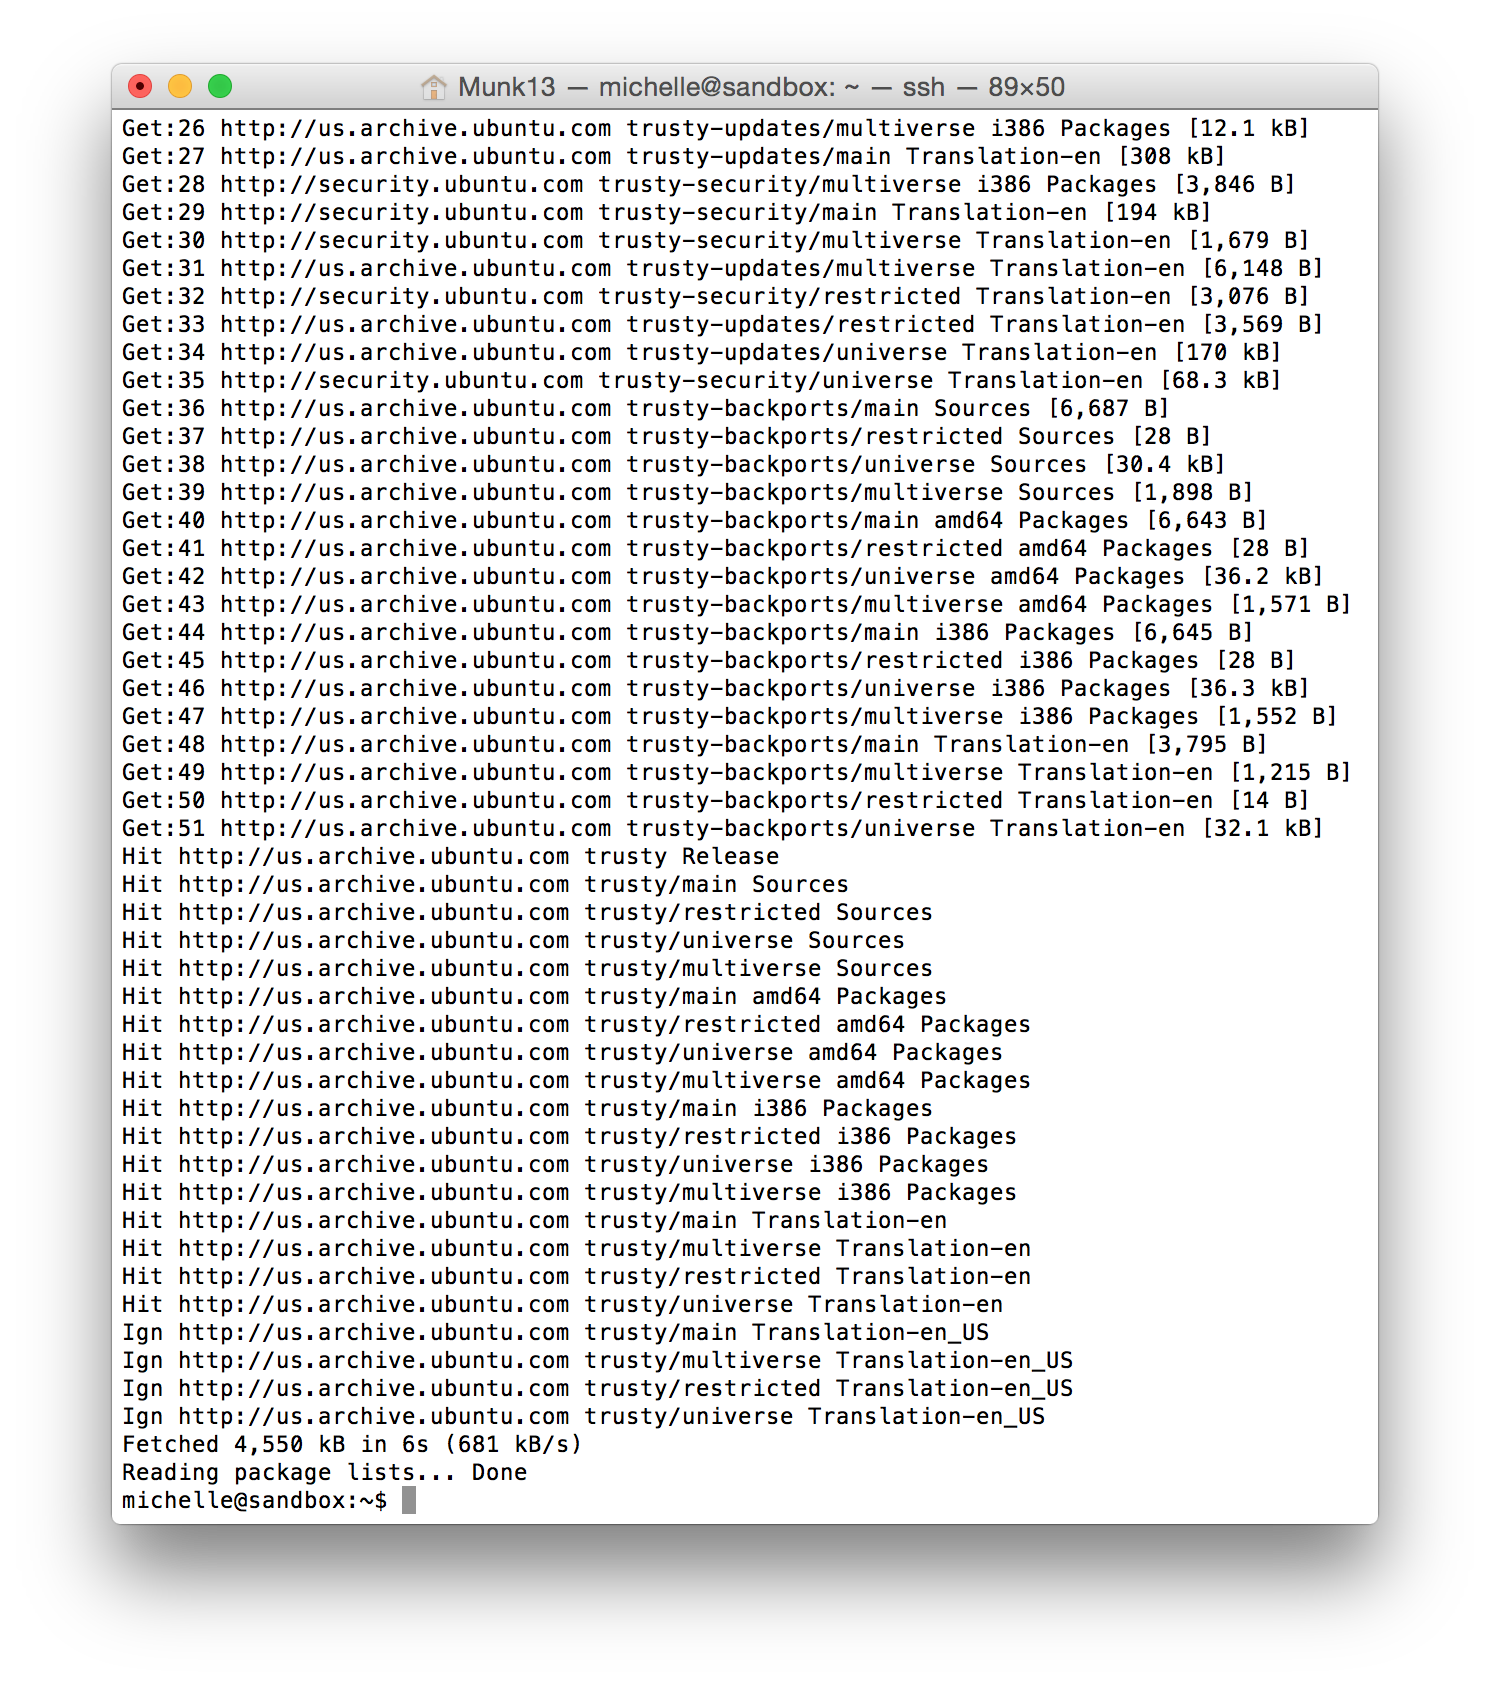 Munk13 — michelle@sandbox: ~ — ssh — 89×50
Get:26 http://us.archive.ubuntu.com trusty-updates/multiverse i386 Packages [12.1 kB]
Get:27 http://us.archive.ubuntu.com trusty-updates/main Translation-en [308 kB]
Get:28 http://security.ubuntu.com trusty-security/multiverse i386 Packages [3,846 B]
Get:29 http://security.ubuntu.com trusty-security/main Translation-en [194 kB]
Get:30 http://security.ubuntu.com trusty-security/multiverse Translation-en [1,679 B]
Get:31 http://us.archive.ubuntu.com trusty-updates/multiverse Translation-en [6,148 B]
Get:32 http://security.ubuntu.com trusty-security/restricted Translation-en [3,076 B]
Get:33 http://us.archive.ubuntu.com trusty-updates/restricted Translation-en [3,569 B]
Get:34 http://us.archive.ubuntu.com trusty-updates/universe Translation-en [170 kB]
Get:35 http://security.ubuntu.com trusty-security/universe Translation-en [68.3 kB]
Get:36 http://us.archive.ubuntu.com trusty-backports/main Sources [6,687 B]
Get:37 http://us.archive.ubuntu.com trusty-backports/restricted Sources [28 B]
Get:38 http://us.archive.ubuntu.com trusty-backports/universe Sources [30.4 kB]
Get:39 http://us.archive.ubuntu.com trusty-backports/multiverse Sources [1,898 B]
Get:40 http://us.archive.ubuntu.com trusty-backports/main amd64 Packages [6,643 B]
Get:41 http://us.archive.ubuntu.com trusty-backports/restricted amd64 Packages [28 B]
Get:42 http://us.archive.ubuntu.com trusty-backports/universe amd64 Packages [36.2 kB]
Get:43 http://us.archive.ubuntu.com trusty-backports/multiverse amd64 Packages [1,571 B]
Get:44 http://us.archive.ubuntu.com trusty-backports/main i386 Packages [6,645 B]
Get:45 http://us.archive.ubuntu.com trusty-backports/restricted i386 Packages [28 B]
Get:46 http://us.archive.ubuntu.com trusty-backports/universe i386 Packages [36.3 kB]
Get:47 http://us.archive.ubuntu.com trusty-backports/multiverse i386 Packages [1,552 B]
Get:48 http://us.archive.ubuntu.com trusty-backports/main Translation-en [3,795 B]
Get:49 http://us.archive.ubuntu.com trusty-backports/multiverse Translation-en [1,215 B]
Get:50 http://us.archive.ubuntu.com trusty-backports/restricted Translation-en [14 B]
Get:51 http://us.archive.ubuntu.com trusty-backports/universe Translation-en [32.1 kB]
Hit http://us.archive.ubuntu.com trusty Release
Hit http://us.archive.ubuntu.com trusty/main Sources
Hit http://us.archive.ubuntu.com trusty/restricted Sources
Hit http://us.archive.ubuntu.com trusty/universe Sources
Hit http://us.archive.ubuntu.com trusty/multiverse Sources
Hit http://us.archive.ubuntu.com trusty/main amd64 Packages
Hit http://us.archive.ubuntu.com trusty/restricted amd64 Packages
Hit http://us.archive.ubuntu.com trusty/universe amd64 Packages
Hit http://us.archive.ubuntu.com trusty/multiverse amd64 Packages
Hit http://us.archive.ubuntu.com trusty/main i386 Packages
Hit http://us.archive.ubuntu.com trusty/restricted i386 Packages
Hit http://us.archive.ubuntu.com trusty/universe i386 Packages
Hit http://us.archive.ubuntu.com trusty/multiverse i386 Packages
Hit http://us.archive.ubuntu.com trusty/main Translation-en
Hit http://us.archive.ubuntu.com trusty/multiverse Translation-en
Hit http://us.archive.ubuntu.com trusty/restricted Translation-en
Hit http://us.archive.ubuntu.com trusty/universe Translation-en
Ign http://us.archive.ubuntu.com trusty/main Translation-en_US
Ign http://us.archive.ubuntu.com trusty/multiverse Translation-en_US
Ign http://us.archive.ubuntu.com trusty/restricted Translation-en_US
Ign http://us.archive.ubuntu.com trusty/universe Translation-en_US
Fetched 4,550 kB in 6s (681 kB/s)
Reading package lists... Done
michelle@sandbox:~$